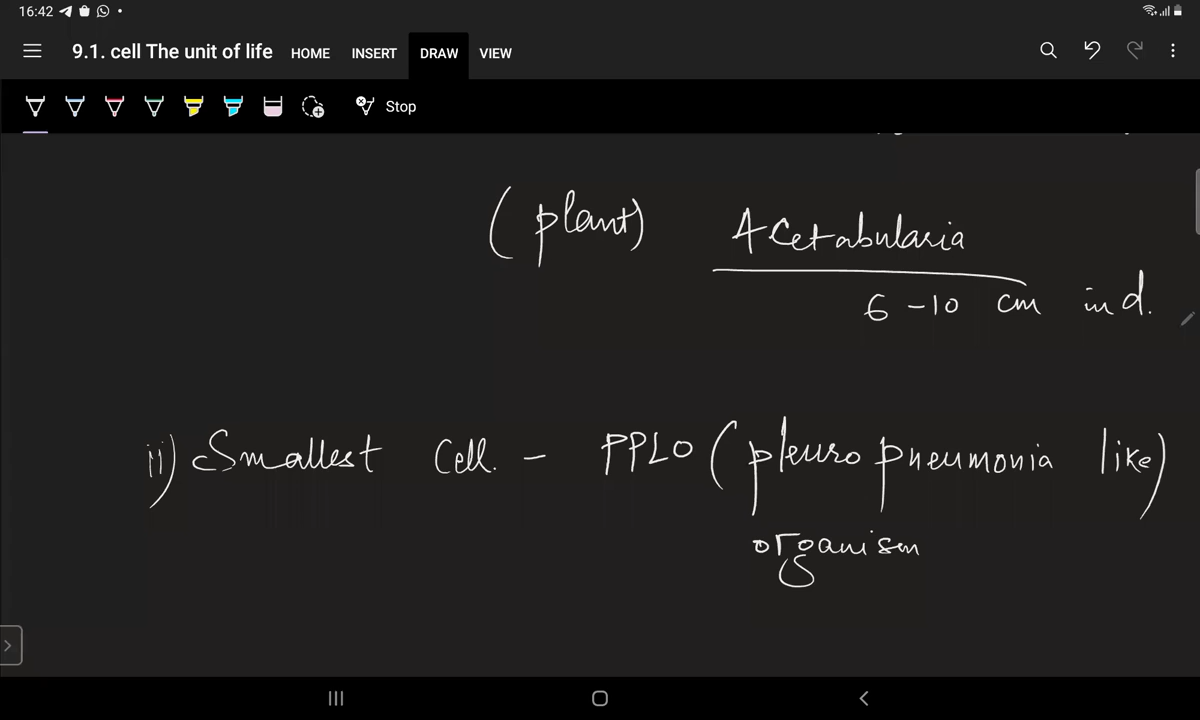 16:42
9.1. cell The unit of life HOME INSERT DRAW VIEW
Stop
(plant) Acetabularia
6-10 cm in d.
ii) Smallest Cell. - PPLO (pleuro pneumonia like)
organism